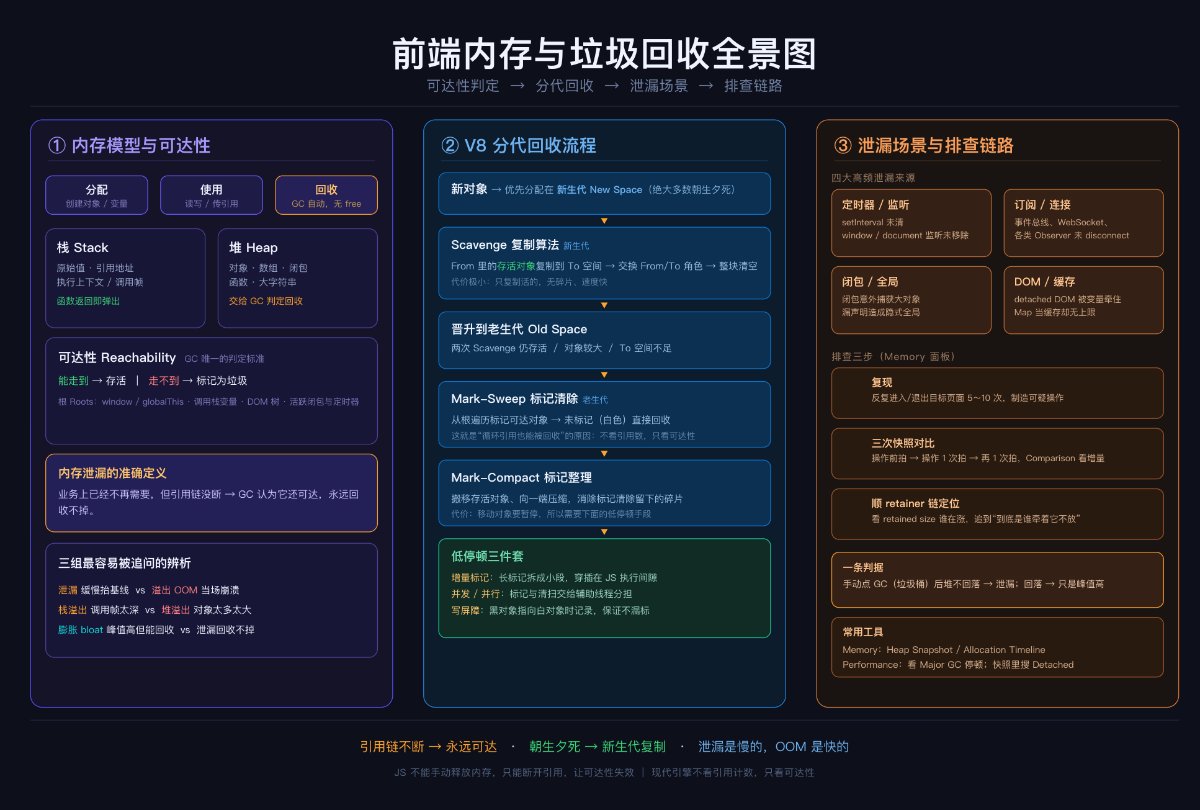 前端内存与垃圾回收全景图
可达性判定 → 分代回收 → 泄漏场景 → 排查链路
① 内存模型与可达性
分配
创建对象 / 变量
使用
读写 / 传引用
回收
GC 自动，无 free
栈 Stack
原始值 · 引用地址
执行上下文 / 调用帧
函数返回即弹出
堆 Heap
对象 · 数组 · 闭包
函数 · 大字符串
交给 GC 判定回收
可达性 Reachability GC 唯一的判定标准
能走到 → 存活 | 走不到 → 标记为垃圾
根 Roots：window / globalThis · 调用栈变量 · DOM 树 · 活跃闭包与定时器
内存泄漏的准确定义
业务上已经不再需要，但引用链没断 → GC 认为它还可达，永远回
收不掉。
三组最容易被追问的辨析
泄漏 缓慢抬基线 vs 溢出 OOM 当场崩溃
栈溢出 调用帧太深 vs 堆溢出 对象太多太大
膨胀 bloat 峰值高但能回收 vs 泄漏回收不掉
② V8 分代回收流程
新对象 → 优先分配在 新生代 New Space（绝大多数朝生夕死）
Scavenge 复制算法 新生代
From 里的存活对象复制到 To 空间 → 交换 From/To 角色 → 整块清空
代价极小：只复制活的，无碎片、速度快
晋升到老生代 Old Space
两次 Scavenge 仍存活 / 对象较大 / To 空间不足
Mark-Sweep 标记清除 老生代
从根遍历标记可达对象 → 未标记（白色）直接回收
这就是“循环引用也能被回收”的原因：不看引用数，只看可达性
Mark-Compact 标记整理
搬移存活对象、向一端压缩，消除标记清除留下的碎片
代价：移动对象要暂停，所以需要下面的低停顿手段
低停顿三件套
增量标记：长标记拆成小段，穿插在 JS 执行间隙
并发 / 并行：标记与清扫交给辅助线程分担
写屏障：黑对象指向白对象时记录，保证不漏标
③ 泄漏场景与排查链路
四大高频泄漏来源
定时器 / 监听
setInterval 未清
window / document 监听未移除
订阅 / 连接
事件总线、WebSocket、
各类 Observer 未 disconnect
闭包 / 全局
闭包意外捕获大对象
漏声明造成隐式全局
DOM / 缓存
detached DOM 被变量牵住
Map 当缓存却无上限
排查三步（Memory 面板）
复现
反复进入/退出目标页面 5~10 次，制造可疑操作
三次快照对比
操作前拍 → 操作 1 次拍 → 再 1 次拍，Comparison 看增量
顺 retainer 链定位
看 retained size 谁在涨，追到“到底是谁牵着它不放”
一条判据
手动点 GC（垃圾桶）后堆不回落 → 泄漏；回落 → 只是峰值高
常用工具
Memory：Heap Snapshot / Allocation Timeline
Performance：看 Major GC 停顿；快照里搜 Detached
引用链不断 → 永远可达 · 朝生夕死 → 新生代复制 · 泄漏是慢的，OOM 是快的
JS 不能手动释放内存，只能断开引用、让可达性失效 | 现代引擎不看引用计数，只看可达性